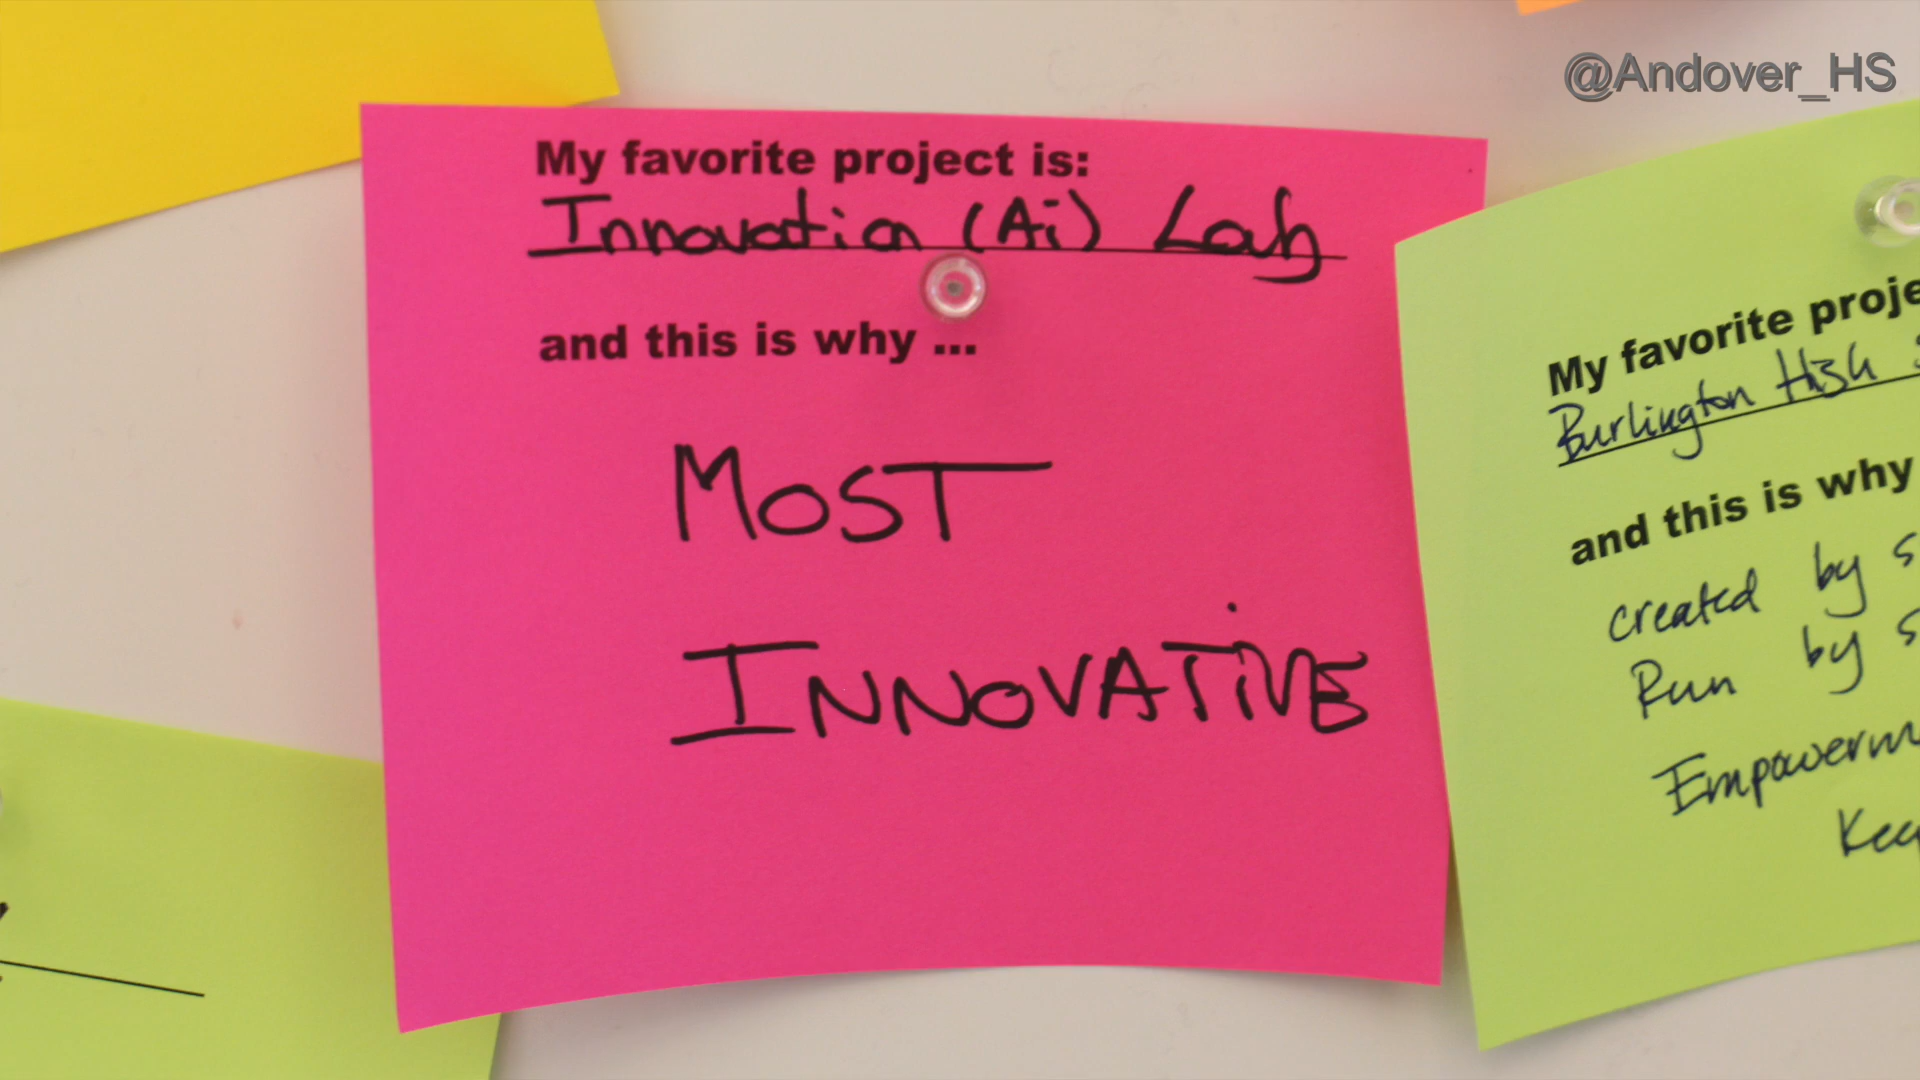 @Andover_HS
My favorite project is:
Innovation (Ai) Lab
and this is why ...
MOST
INNOVATiVE
My favorite proje
Burlington High
and this is why
created by s
Run by s
Empowerm
Kee